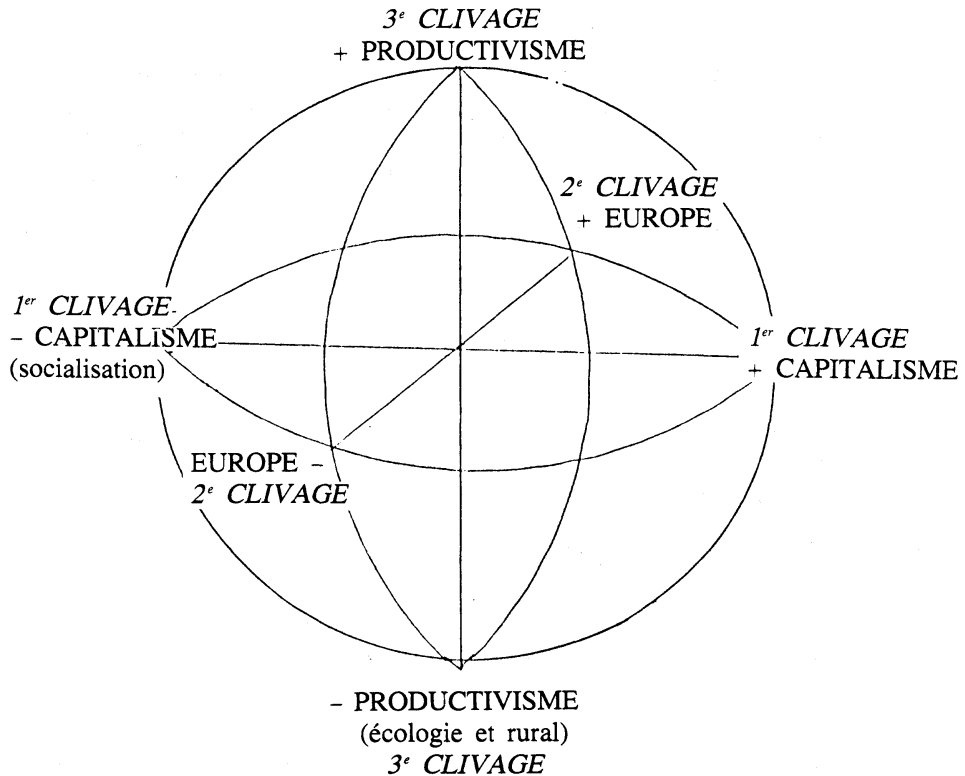 3e CLIVAGE
+ PRODUCTIVISME
2e CLIVAGE
+ EUROPE
1er CLIVAGE
– CAPITALISME
(socialisation)
1er CLIVAGE
+ CAPITALISME
EUROPE –
2e CLIVAGE
– PRODUCTIVISME
(écologie et rural)
3e CLIVAGE